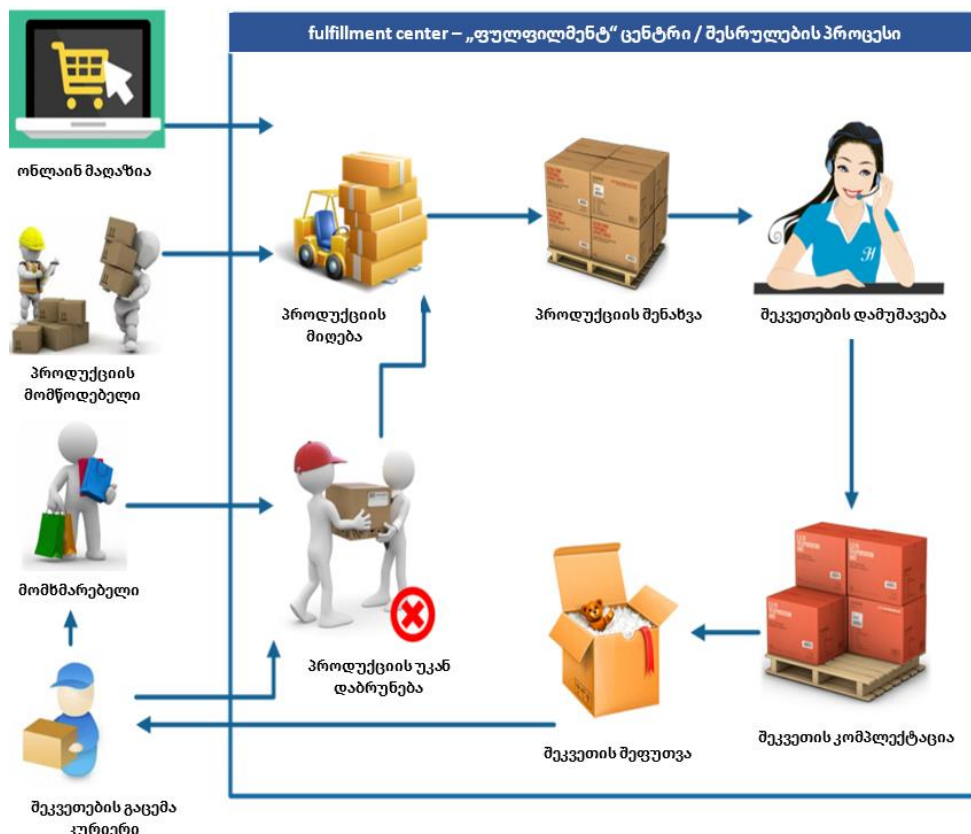 fulfillment center – „ფულფილმენტ“ ცენტრი / შესრულების პროცესი
ონლაინ მაღაზია
პროდუქციის
მიღება
პროდუქციის შენახვა
შეკვეთების დამუშავება
პროდუქციის
მომწოდებელი
მომხმარებელი
პროდუქციის უკან
დაბრუნება
შეკვეთის შეფუთვა
შეკვეთის კომპლექტაცია
შეკვეთების გაცემა
კურიერი